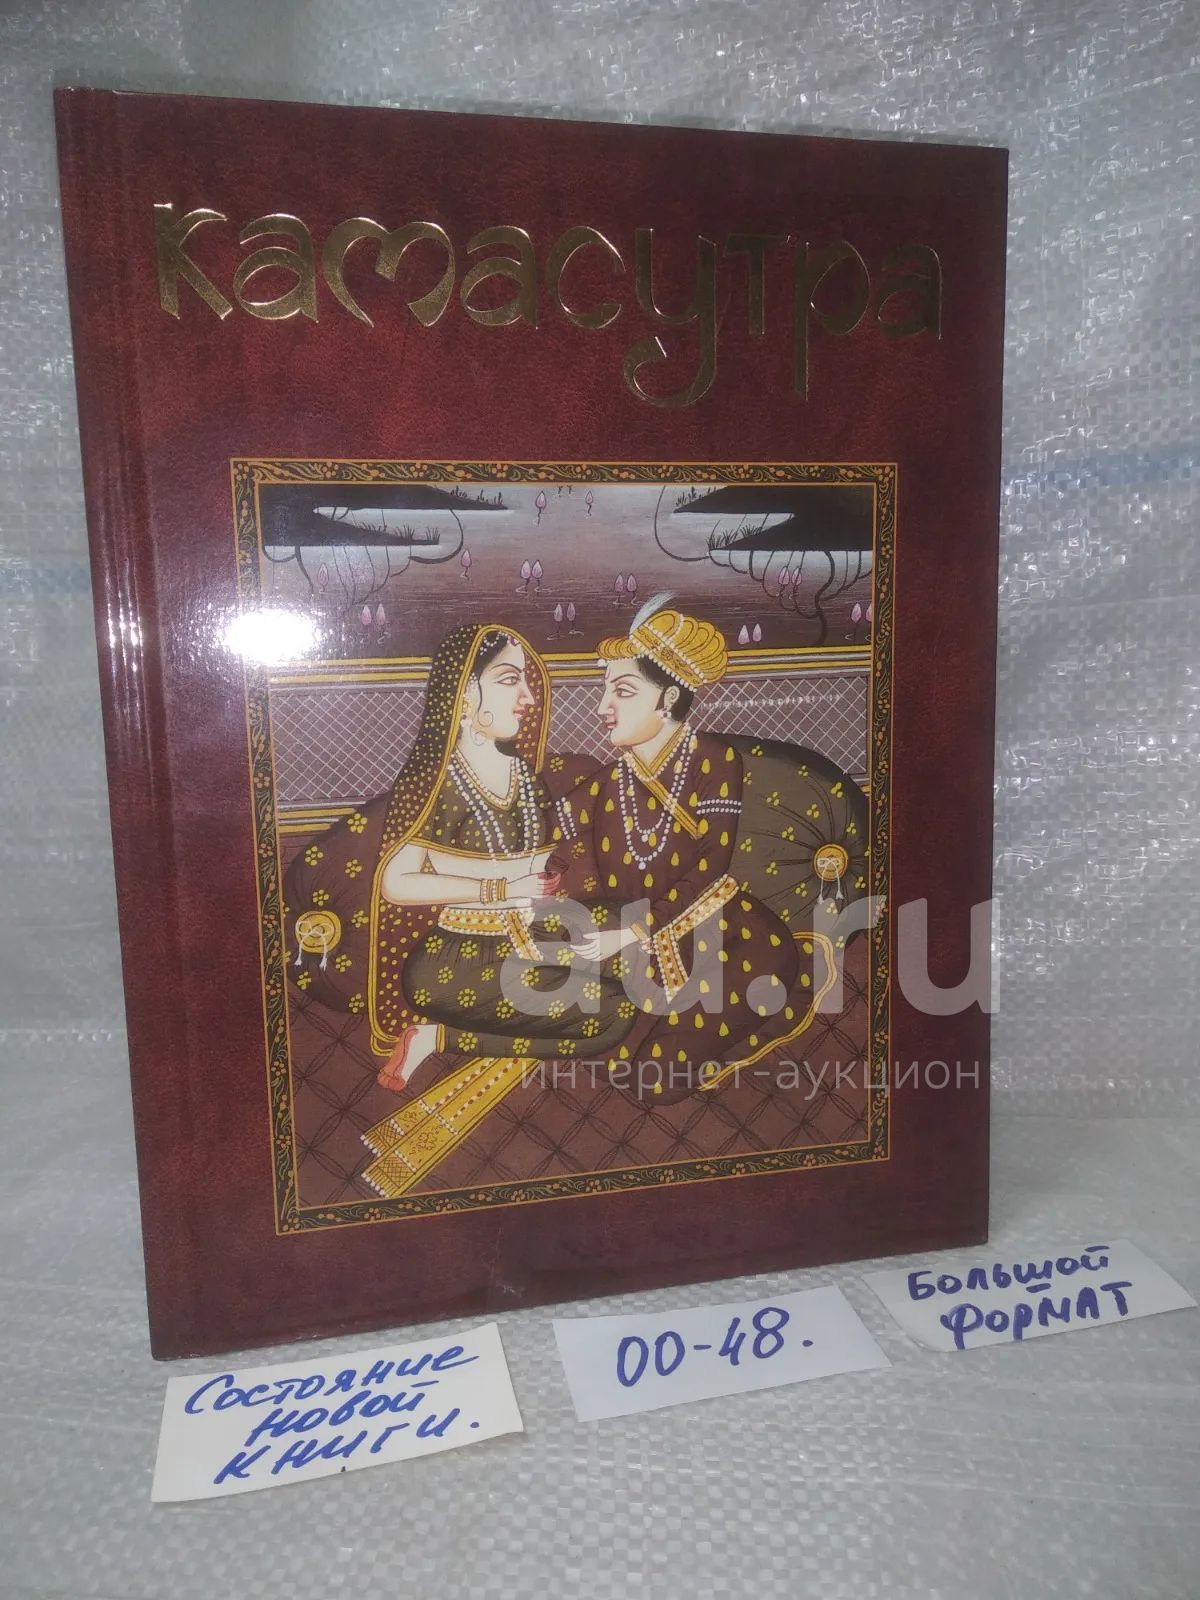 Камасутра
au.ru
интернет-аукцион
Состояние
новой
книги.
00-48.
Большой
формат